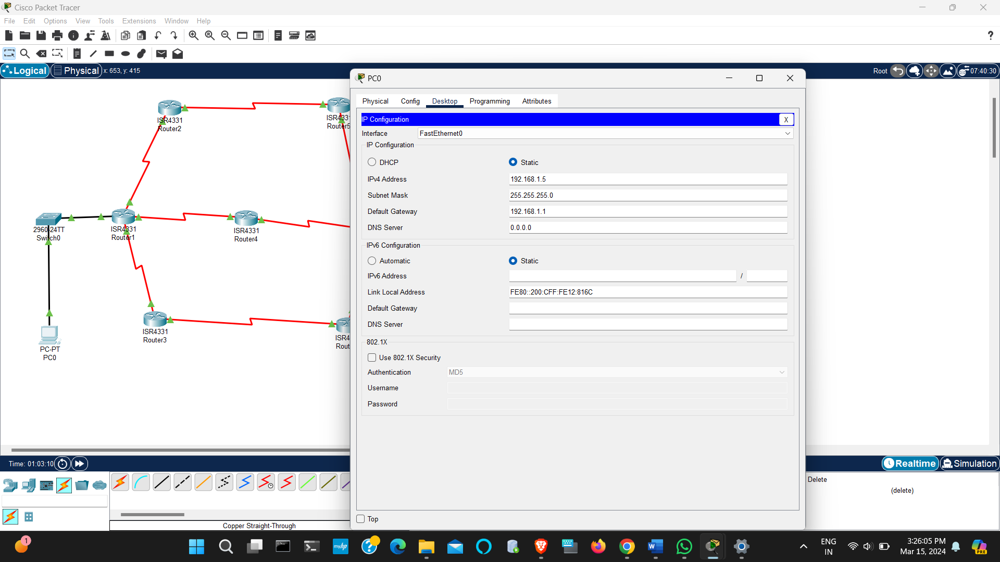 Cisco Packet Tracer
File Edit Options View Tools Extensions Window Help
?
Logical Physical x: 653, y: 415 Root 07:40:30
PC0
Physical Config Desktop Programming Attributes
IP Configuration X
Interface FastEthernet0
IP Configuration
DHCP Static
IPv4 Address 192.168.1.5
Subnet Mask 255.255.255.0
Default Gateway 192.168.1.1
DNS Server 0.0.0.0
IPv6 Configuration
Automatic Static
IPv6 Address /
Link Local Address FE80::200:CFF:FE12:816C
Default Gateway
DNS Server
802.1X
Use 802.1X Security
Authentication MD5
Username
Password
Top
ISR4331
Router2
ISR433
Router5
2960-24TT
Switch0
ISR4331
Router1
ISR4331
Router4
ISR4331
Router3
ISR4
Rout
PC-PT
PC0
Time: 01:03:10 Realtime Simulation
Copper Straight-Through
Delete
(delete)
1
myhp
ENG
IN
3:26:05 PM
Mar 15, 2024
PRE